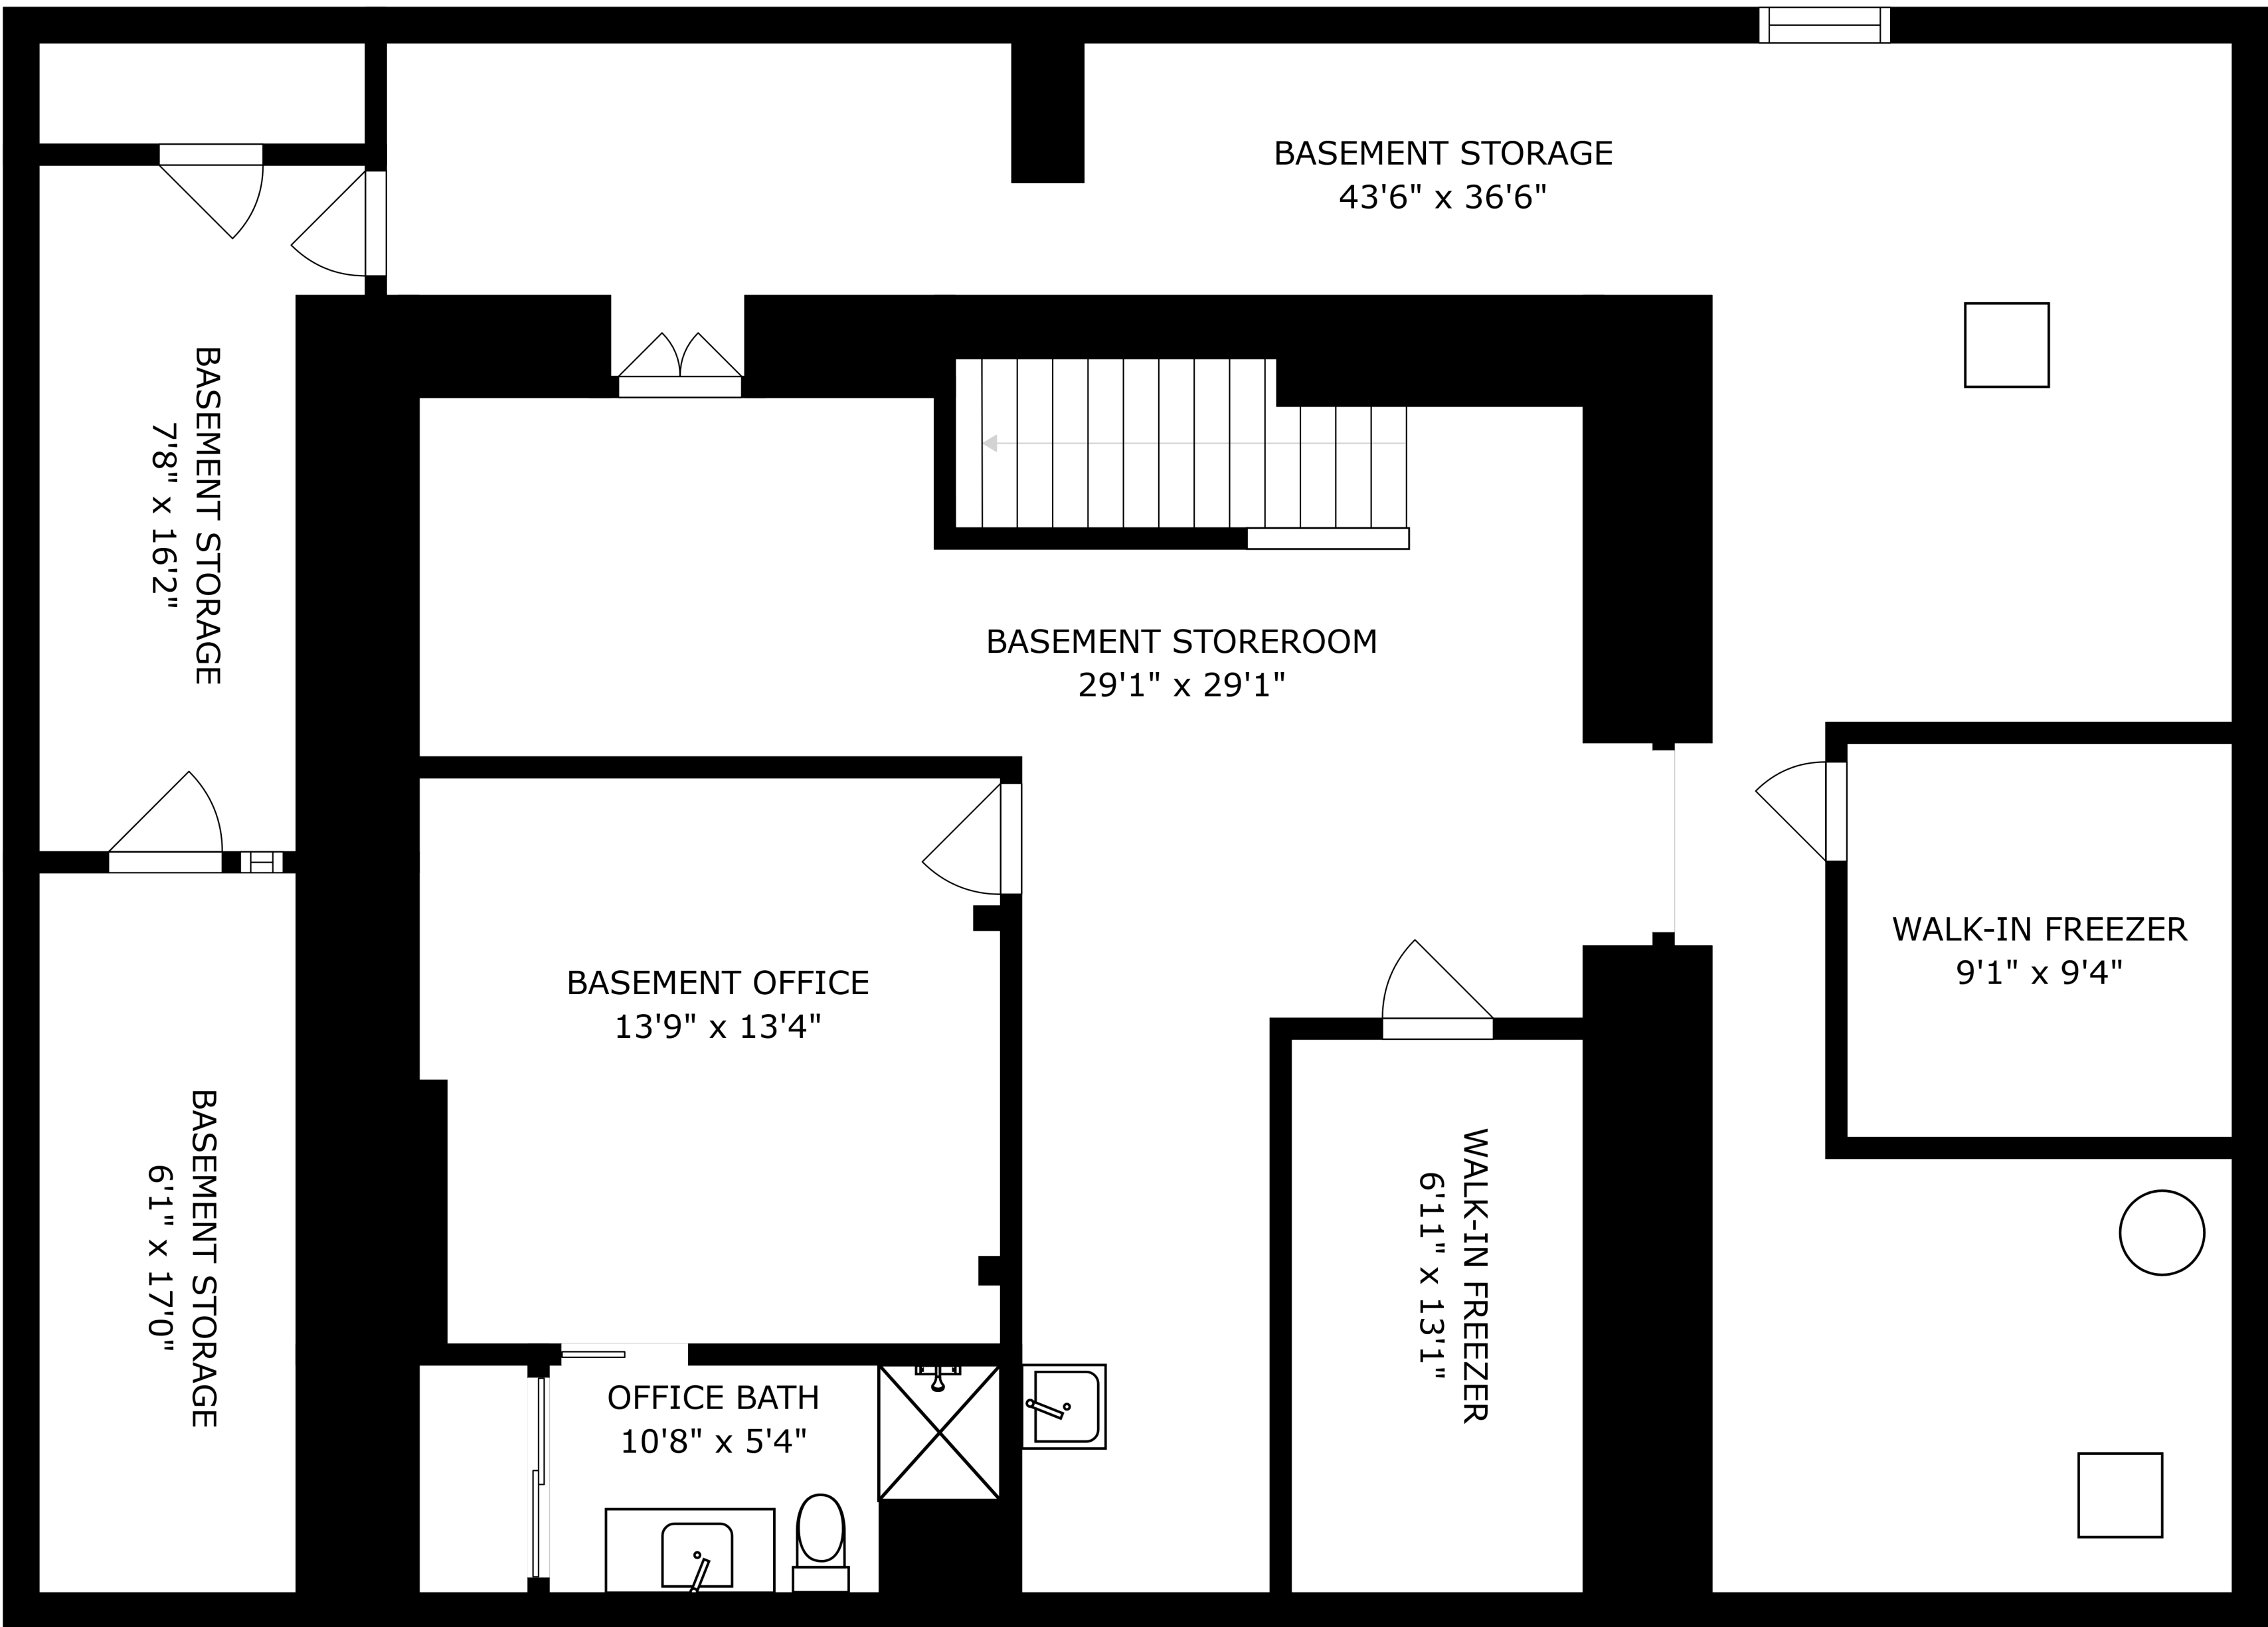 BASEMENT STORAGE
43'6" x 36'6"
BASEMENT STORAGE
7'8" x 16'2"
BASEMENT STOREROOM
29'1" x 29'1"
WALK-IN FREEZER
9'1" x 9'4"
BASEMENT OFFICE
13'9" x 13'4"
BASEMENT STORAGE
6'1" x 17'0"
WALK-IN FREEZER
6'11" x 13'1"
OFFICE BATH
10'8" x 5'4"